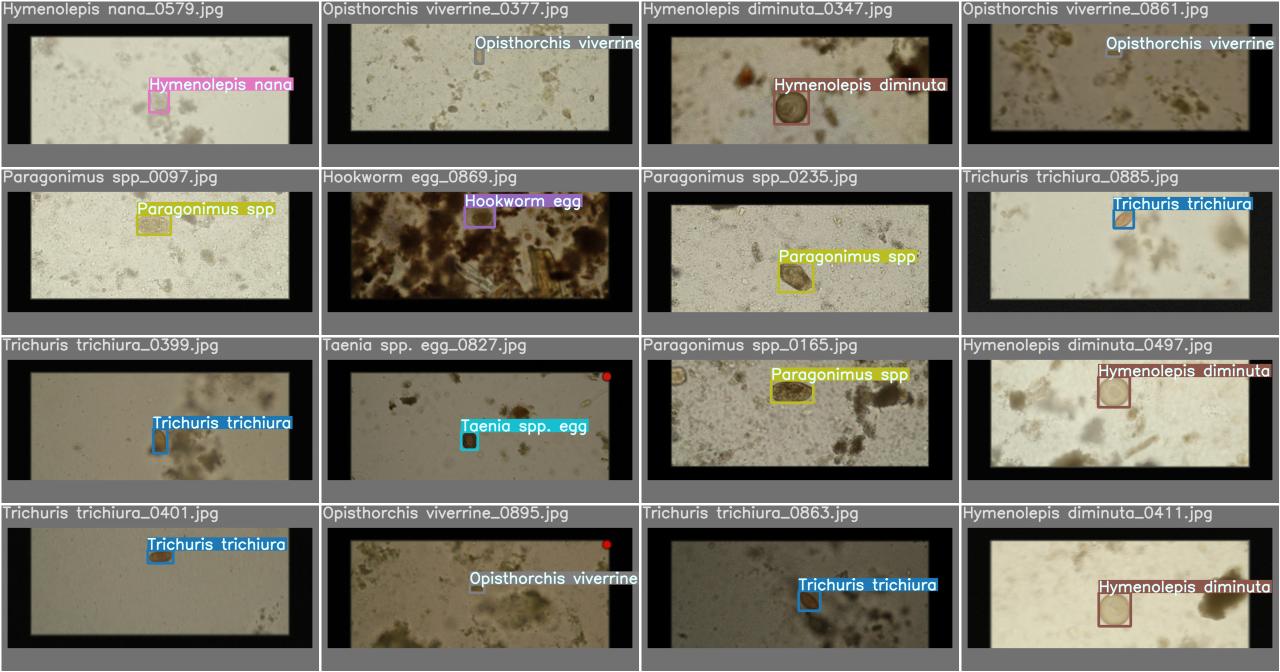 Hymenolepis nana_0579.jpg
Opisthorchis viverrine_0377.jpg
Hymenolepis diminuta_0347.jpg
Opisthorchis viverrine_0861.jpg
Hymenolepis nana
Opisthorchis viverrine
Hymenolepis diminuta
Opisthorchis viverrine
Paragonimus spp_0097.jpg
Hookworm egg_0869.jpg
Paragonimus spp_0235.jpg
Trichuris trichiura_0885.jpg
Paragonimus spp
Hookworm egg
Paragonimus spp
Trichuris trichiura
Trichuris trichiura_0399.jpg
Taenia spp. egg_0827.jpg
Paragonimus spp_0165.jpg
Hymenolepis diminuta_0497.jpg
Trichuris trichiura
Taenia spp. egg
Paragonimus spp
Hymenolepis diminuta
Trichuris trichiura_0401.jpg
Opisthorchis viverrine_0895.jpg
Trichuris trichiura_0863.jpg
Hymenolepis diminuta_0411.jpg
Trichuris trichiura
Opisthorchis viverrine
Trichuris trichiura
Hymenolepis diminuta